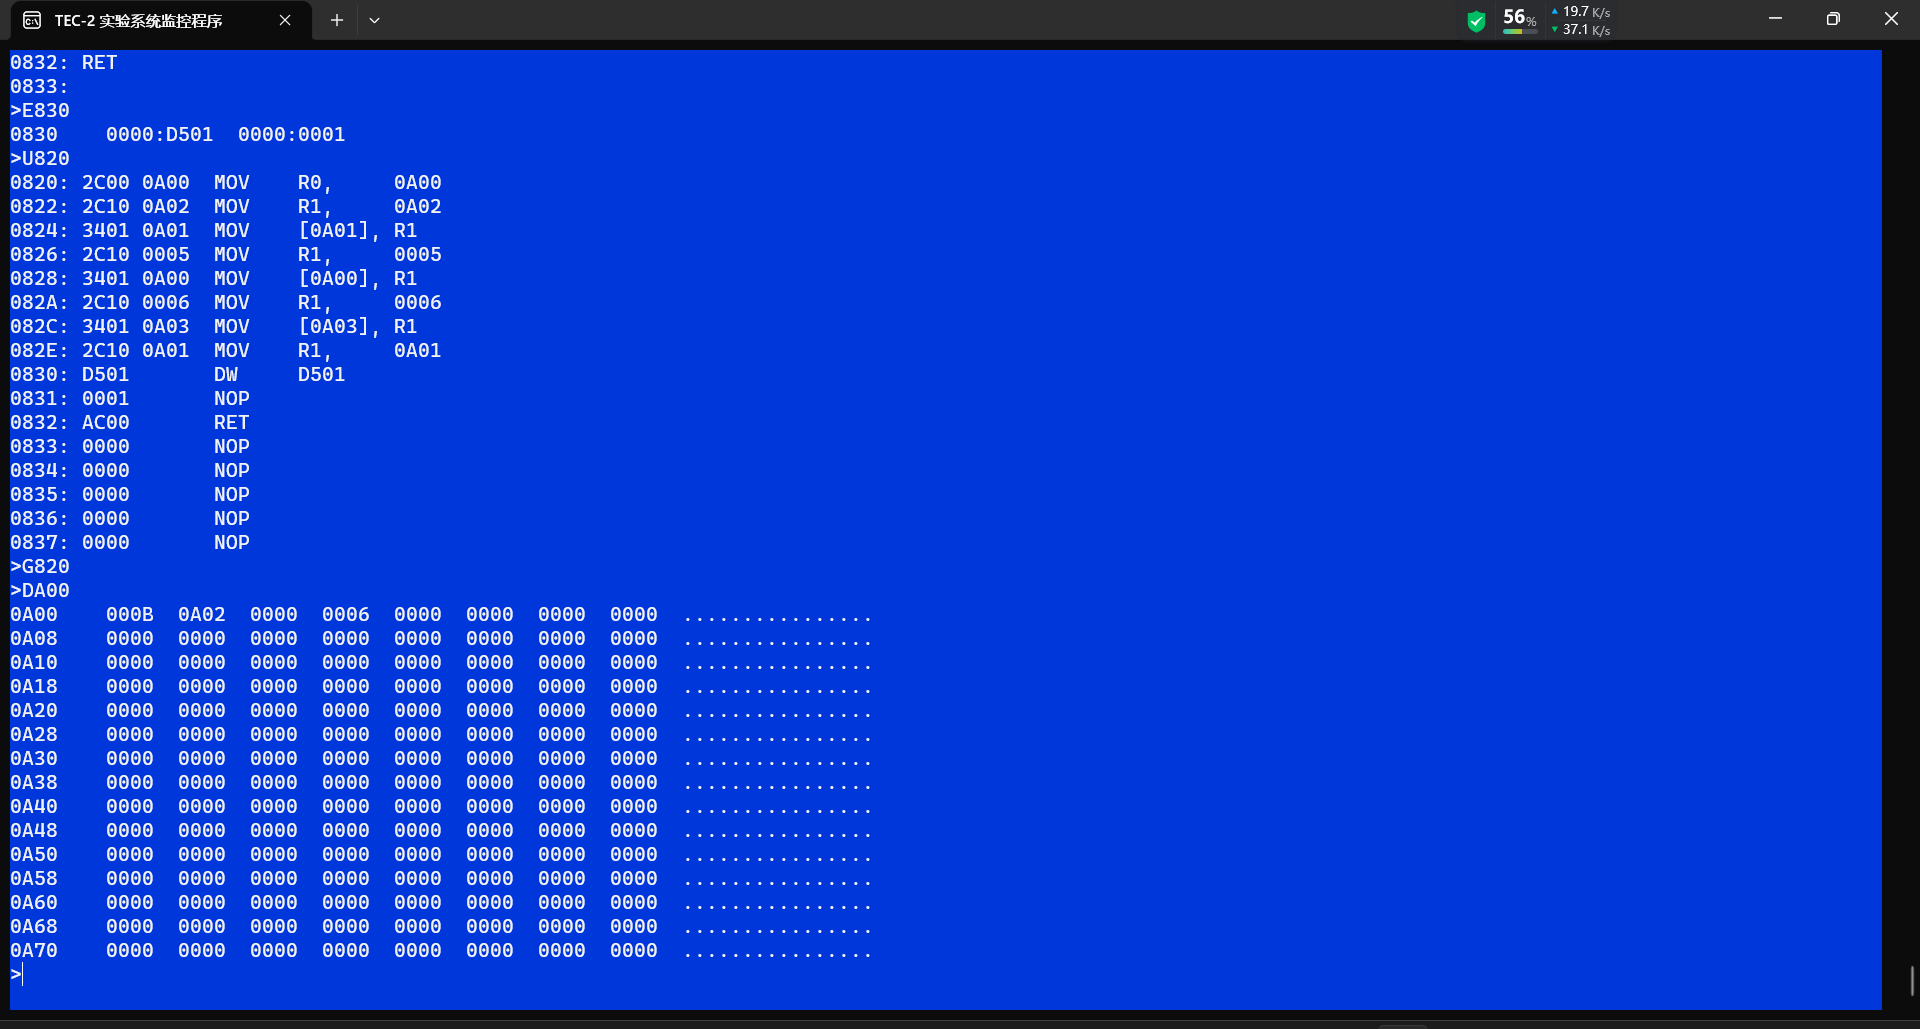 TEC-2 实验系统监控程序
56% 19.7 K/s
37.1 K/s
0832: RET
0833:
>E830
0830    0000:D501  0000:0001
>U820
0820: 2C00 0A00  MOV    R0,     0A00
0822: 2C10 0A02  MOV    R1,     0A02
0824: 3401 0A01  MOV    [0A01], R1
0826: 2C10 0005  MOV    R1,     0005
0828: 3401 0A00  MOV    [0A00], R1
082A: 2C10 0006  MOV    R1,     0006
082C: 3401 0A03  MOV    [0A03], R1
082E: 2C10 0A01  MOV    R1,     0A01
0830: D501       DW     D501
0831: 0001       NOP
0832: AC00       RET
0833: 0000       NOP
0834: 0000       NOP
0835: 0000       NOP
0836: 0000       NOP
0837: 0000       NOP
>G820
>DA00
0A00    000B  0A02  0000  0006  0000  0000  0000  0000  ................
0A08    0000  0000  0000  0000  0000  0000  0000  0000  ................
0A10    0000  0000  0000  0000  0000  0000  0000  0000  ................
0A18    0000  0000  0000  0000  0000  0000  0000  0000  ................
0A20    0000  0000  0000  0000  0000  0000  0000  0000  ................
0A28    0000  0000  0000  0000  0000  0000  0000  0000  ................
0A30    0000  0000  0000  0000  0000  0000  0000  0000  ................
0A38    0000  0000  0000  0000  0000  0000  0000  0000  ................
0A40    0000  0000  0000  0000  0000  0000  0000  0000  ................
0A48    0000  0000  0000  0000  0000  0000  0000  0000  ................
0A50    0000  0000  0000  0000  0000  0000  0000  0000  ................
0A58    0000  0000  0000  0000  0000  0000  0000  0000  ................
0A60    0000  0000  0000  0000  0000  0000  0000  0000  ................
0A68    0000  0000  0000  0000  0000  0000  0000  0000  ................
0A70    0000  0000  0000  0000  0000  0000  0000  0000  ................
>